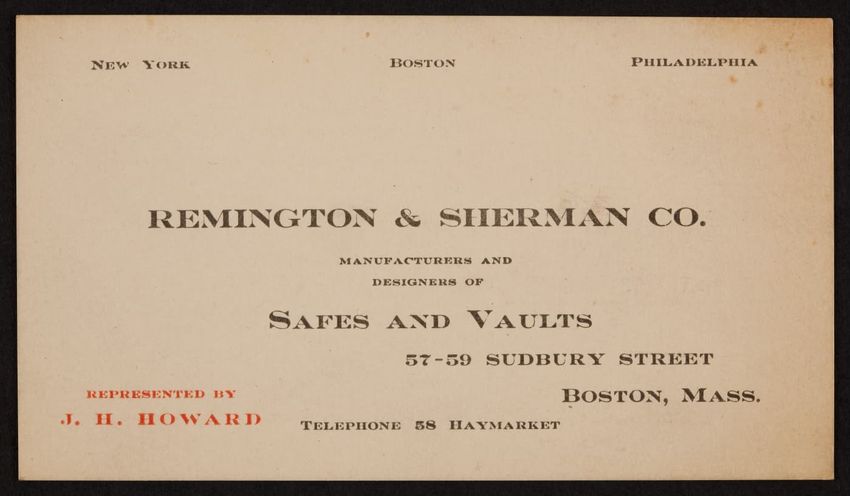 New York Boston Philadelphia
REMINGTON & SHERMAN CO.
MANUFACTURERS AND
DESIGNERS OF
SAFES AND VAULTS
57-59 SUDBURY STREET
BOSTON, MASS.
REPRESENTED BY
J. H. HOWARD
TELEPHONE 58 HAYMARKET